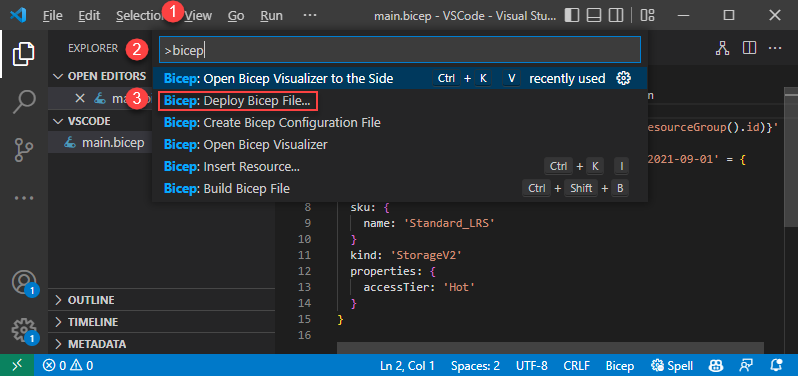 1
File Edit Selection View Go Run ··· main.bicep - VSCode - Visual Stu...
EXPLORER
2
>bicep
OPEN EDITORS
Bicep: Open Bicep Visualizer to the Side Ctrl + K V recently used
3
Bicep: Deploy Bicep File...
Bicep: Create Bicep Configuration File
Bicep: Open Bicep Visualizer
Bicep: Insert Resource... Ctrl + K I
Bicep: Build Bicep File Ctrl + Shift + B
VSCODE
main.bicep
esourceGroup().id)}'
2021-09-01' = {
8 sku: {
9 name: 'Standard_LRS'
10 }
11 kind: 'StorageV2'
12 properties: {
13 accessTier: 'Hot'
14 }
15 }
16
1
1
OUTLINE
TIMELINE
METADATA
0 0 Ln 2, Col 1 Spaces: 2 UTF-8 CRLF Bicep Spell